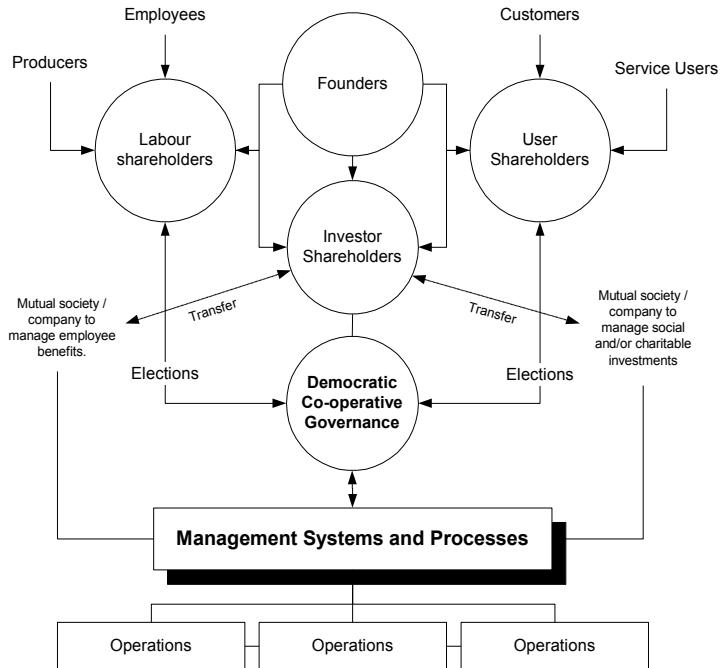 Employees
Customers
Producers
Founders
Service Users
Labour
shareholders
User
Shareholders
Investor
Shareholders
Mutual society /
company to
manage employee
benefits.
Transfer
Transfer
Mutual society /
company to
manage social
and/or charitable
investments
Elections
Elections
Democratic
Co-operative
Governance
Management Systems and Processes
Operations
Operations
Operations